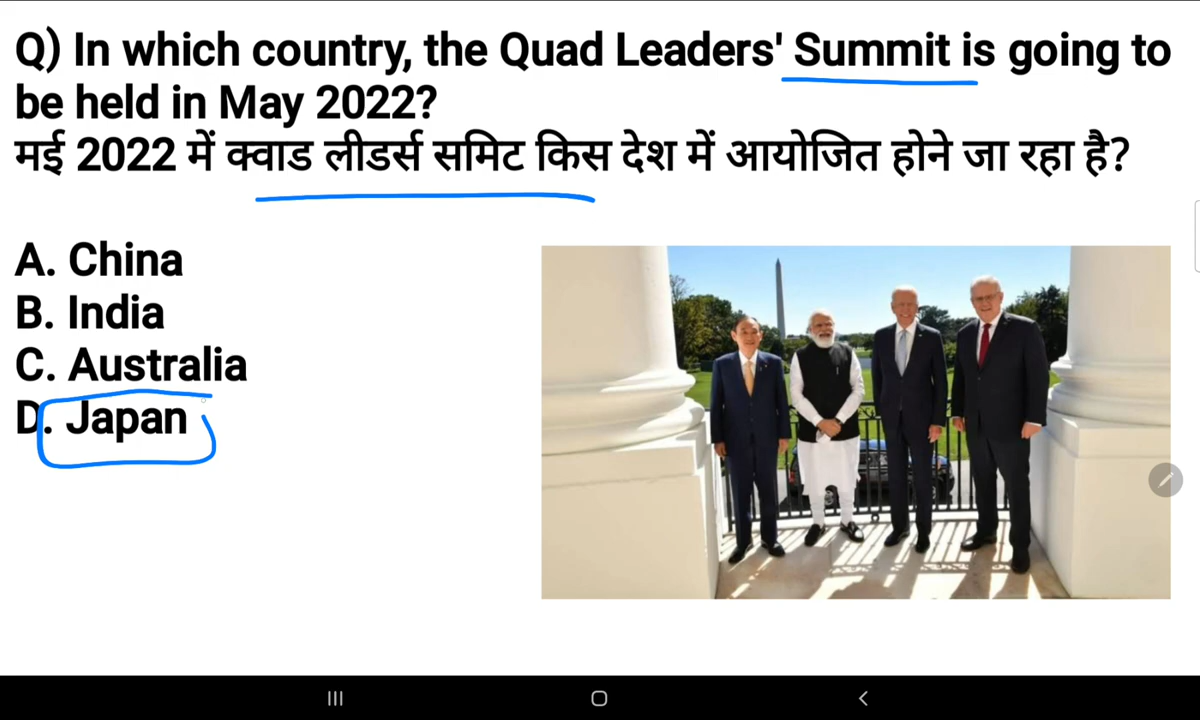 Q) In which country, the Quad Leaders' Summit is going to
be held in May 2022?
मई 2022 में क्वाड लीडर्स समिट किस देश में आयोजित होने जा रहा है?
A. China
B. India
C. Australia
D. Japan